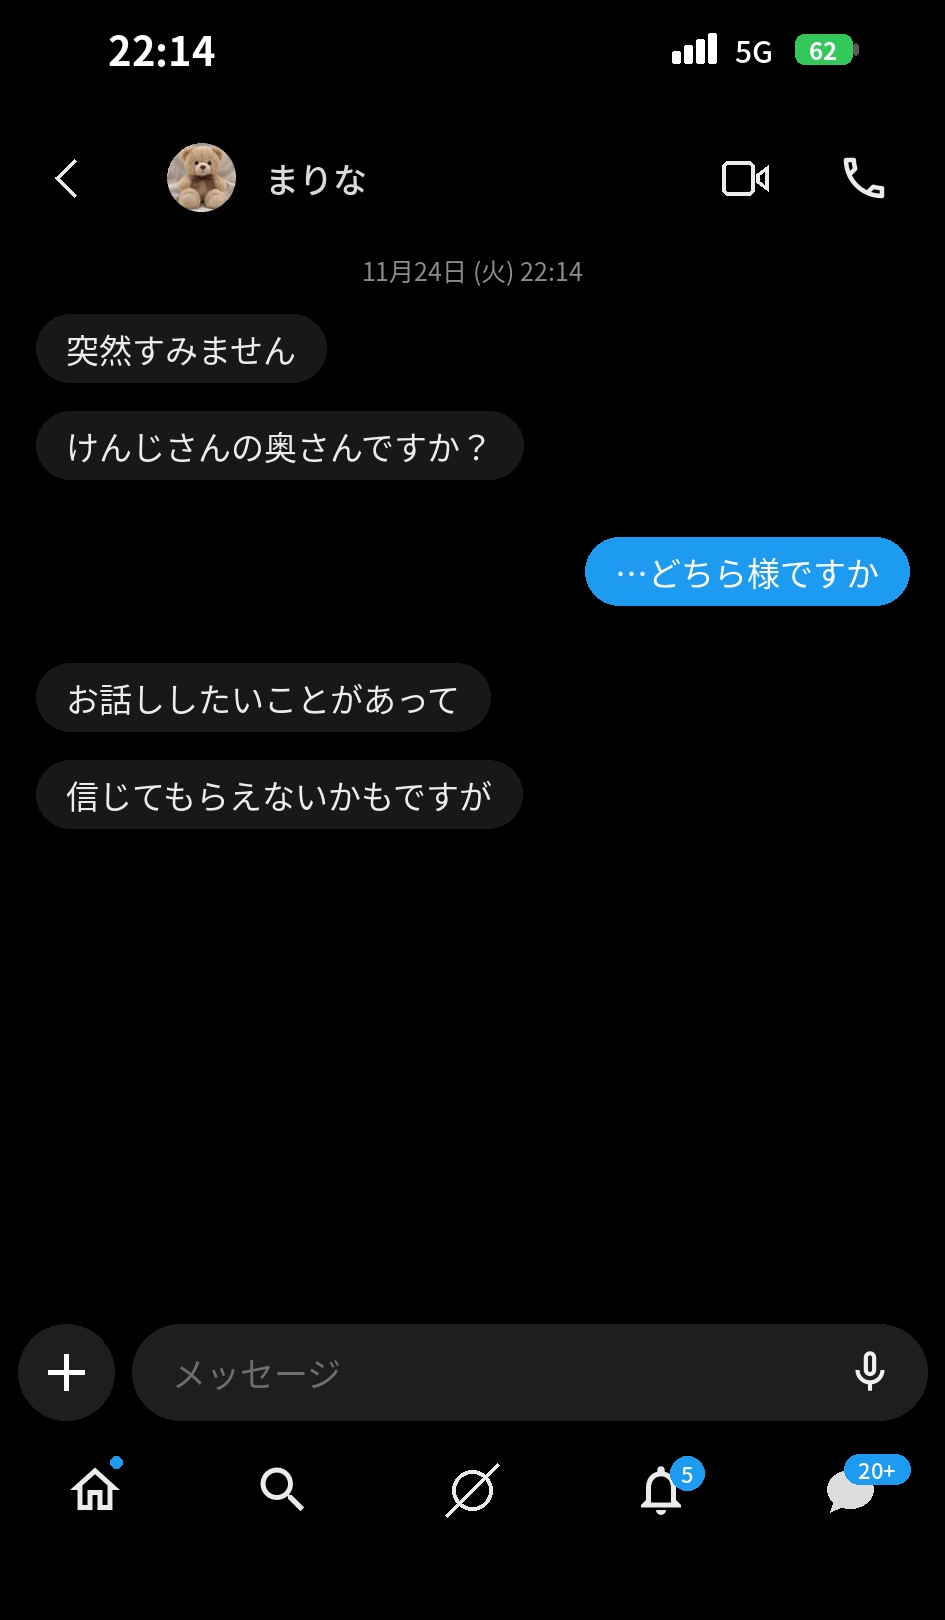 22:14
5G
62
まりな
11月24日 (火) 22:14
突然すみません
けんじさんの奥さんですか？
…どちら様ですか
お話ししたいことがあって
信じてもらえないかもですが
メッセージ
5
20+